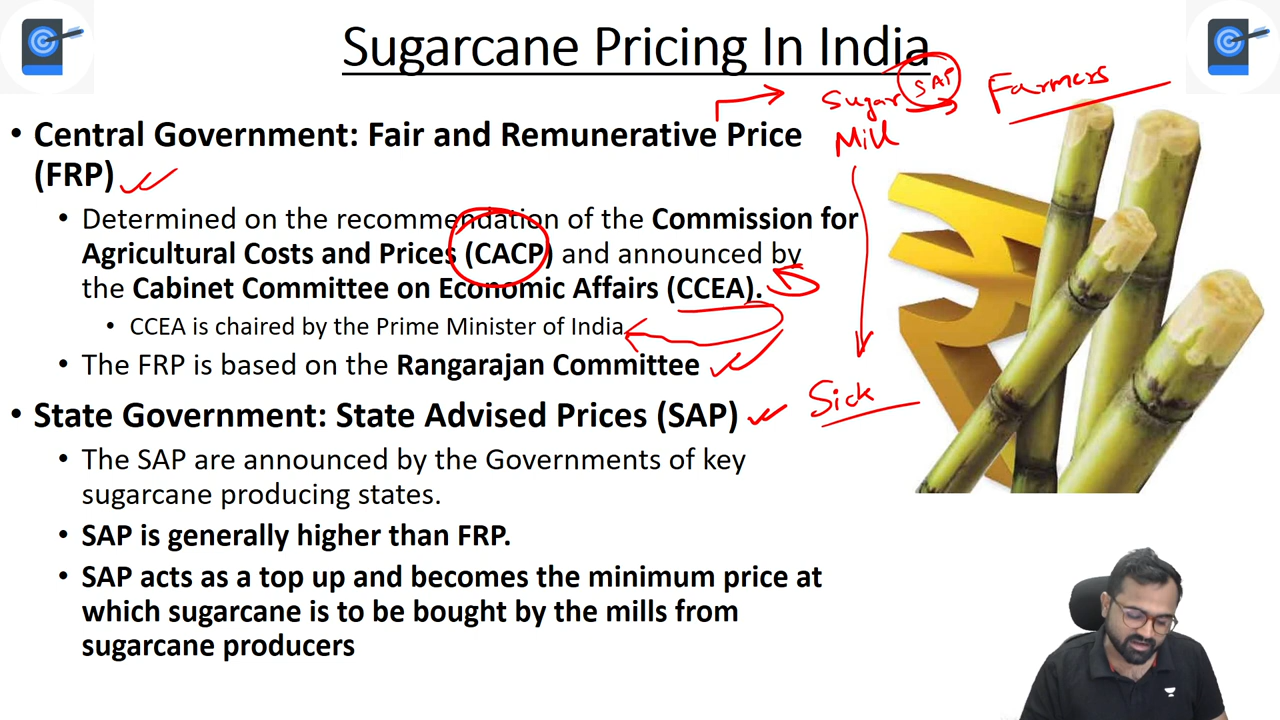 Sugarcane Pricing In India
Sugar SAP Farmers
Mill
• Central Government: Fair and Remunerative Price
(FRP)
• Determined on the recommendation of the Commission for
Agricultural Costs and Prices (CACP) and announced by
the Cabinet Committee on Economic Affairs (CCEA).
• CCEA is chaired by the Prime Minister of India.
• The FRP is based on the Rangarajan Committee
Sick
• State Government: State Advised Prices (SAP)
• The SAP are announced by the Governments of key
sugarcane producing states.
• SAP is generally higher than FRP.
• SAP acts as a top up and becomes the minimum price at
which sugarcane is to be bought by the mills from
sugarcane producers